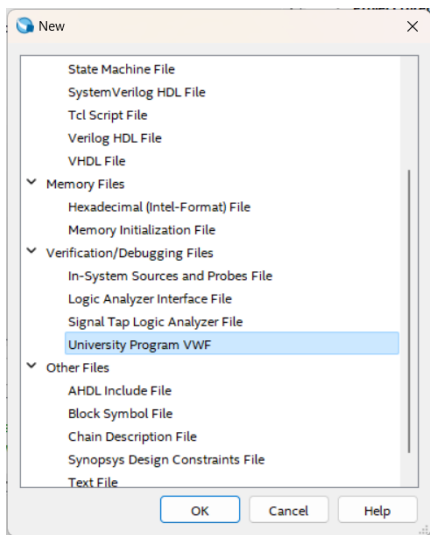 New
State Machine File
SystemVerilog HDL File
Tcl Script File
Verilog HDL File
VHDL File
Memory Files
Hexadecimal (Intel-Format) File
Memory Initialization File
Verification/Debugging Files
In-System Sources and Probes File
Logic Analyzer Interface File
Signal Tap Logic Analyzer File
University Program VWF
Other Files
AHDL Include File
Block Symbol File
Chain Description File
Synopsys Design Constraints File
Text File
OK Cancel Help